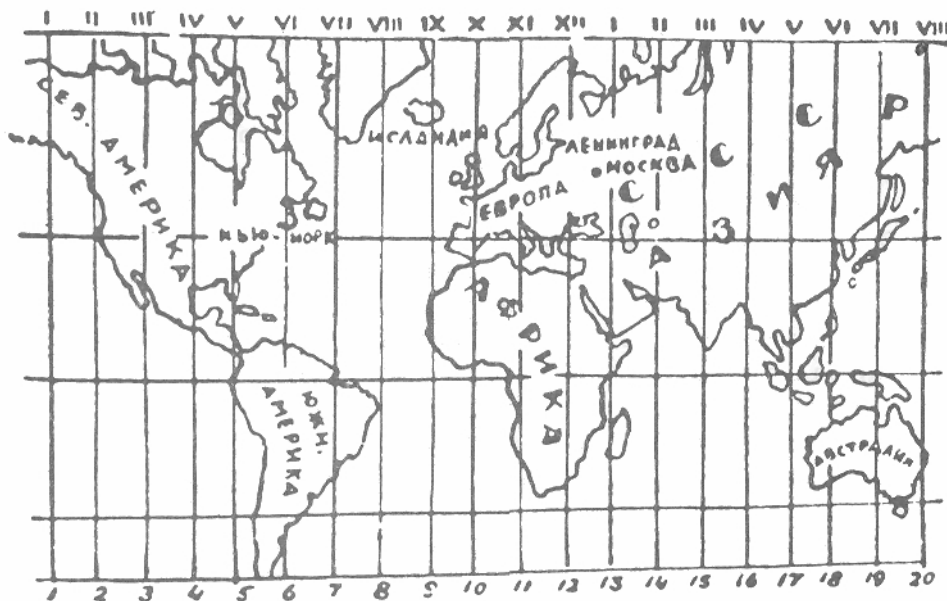 I II III IV V VI VII VIII IX X XI XII I II III IV V VI VII VIII
СЕВ. АМЕРИКА
ИСЛАНДИЯ
ЛЕНИНГРАД
МОСКВА
СССР
ЕВРОПА
АЗИЯ
НЬЮ-ЙОРК
АФРИКА
ЮЖН.
АМЕРИКА
АВСТРАЛИЯ
1 2 3 4 5 6 7 8 9 10 11 12 13 14 15 16 17 18 19 20